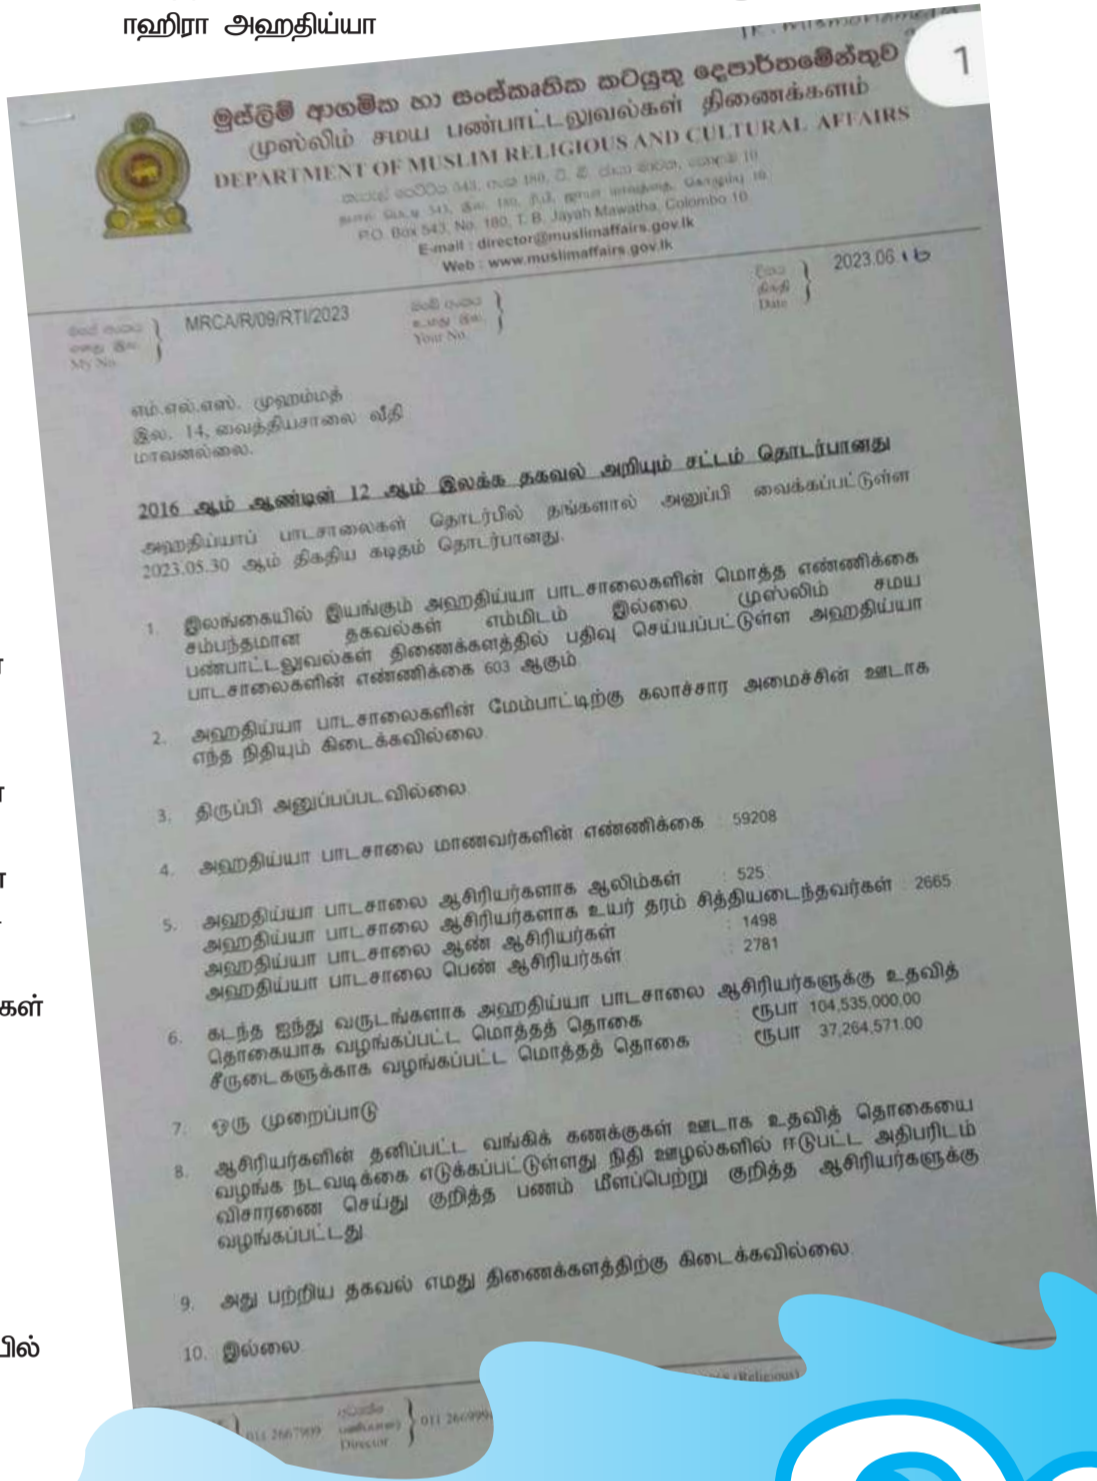 ஈஹிரா அஹதிய்யா
1
මුස්ලිම් ආගමික හා සංස්කෘතික කටයුතු දෙපාර්තමේන්තුව
முஸ்லிம் சமய பண்பாட்டலுவல்கள் திணைக்களம்
DEPARTMENT OF MUSLIM RELIGIOUS AND CULTURAL AFFAIRS
P.O. Box 543, No. 180, T. B. Jayah Mawatha, Colombo 10
E-mail : director@muslimaffairs.gov.lk
Web : www.muslimaffairs.gov.lk
எனது இல.
My No.
MRCA/R/09/RTI/2023
உமது இல.
Your No.
දිනය
திகதி
Date
2023.06.16
எம்.எல்.எஸ். முஹம்மத்
இல. 14, வைத்தியசாலை வீதி
மாவனல்லை.
2016 ஆம் ஆண்டின் 12 ஆம் இலக்க தகவல் அறியும் சட்டம் தொடர்பானது
அஹதிய்யாப் பாடசாலைகள் தொடர்பில் தங்களால் அனுப்பி வைக்கப்பட்டுள்ள
2023.05.30 ஆம் திகதிய கடிதம் தொடர்பானது.
1. இலங்கையில் இயங்கும் அஹதிய்யா பாடசாலைகளின் மொத்த எண்ணிக்கை
சம்பந்தமான தகவல்கள் எம்மிடம் இல்லை முஸ்லிம் சமய
பண்பாட்டலுவல்கள் திணைக்களத்தில் பதிவு செய்யப்பட்டுள்ள அஹதிய்யா
பாடசாலைகளின் எண்ணிக்கை 603 ஆகும்
2. அஹதிய்யா பாடசாலைகளின் மேம்பாட்டிற்கு கலாச்சார அமைச்சின் ஊடாக
எந்த நிதியும் கிடைக்கவில்லை.
3. திருப்பி அனுப்பப்படவில்லை
4. அஹதிய்யா பாடசாலை மாணவர்களின் எண்ணிக்கை : 59208
5. அஹதிய்யா பாடசாலை ஆசிரியர்களாக ஆலிம்கள் : 525
அஹதிய்யா பாடசாலை ஆசிரியர்களாக உயர் தரம் சித்தியடைந்தவர்கள் : 2665
அஹதிய்யா பாடசாலை ஆண் ஆசிரியர்கள் : 1498
அஹதிய்யா பாடசாலை பெண் ஆசிரியர்கள் : 2781
6. கடந்த ஐந்து வருடங்களாக அஹதிய்யா பாடசாலை ஆசிரியர்களுக்கு உதவித்
தொகையாக வழங்கப்பட்ட மொத்தத் தொகை : ரூபா 104,535,000,00
சீருடைகளுக்காக வழங்கப்பட்ட மொத்தத் தொகை : ரூபா 37,264,571.00
7. ஒரு முறைப்பாடு
8. ஆசிரியர்களின் தனிப்பட்ட வங்கிக் கணக்குகள் ஊடாக உதவித் தொகையை
வழங்க நடவடிக்கை எடுக்கப்பட்டுள்ளது நிதி ஊழல்களில் ஈடுபட்ட அதிபரிடம்
விசாரணை செய்து குறித்த பணம் மீளப்பெற்று குறித்த ஆசிரியர்களுக்கு
வழங்கப்பட்டது
9. அது பற்றிய தகவல் எமது திணைக்களத்திற்கு கிடைக்கவில்லை.
10. இல்லை
கள்
பில்
011 2667909
Director
(Religious)